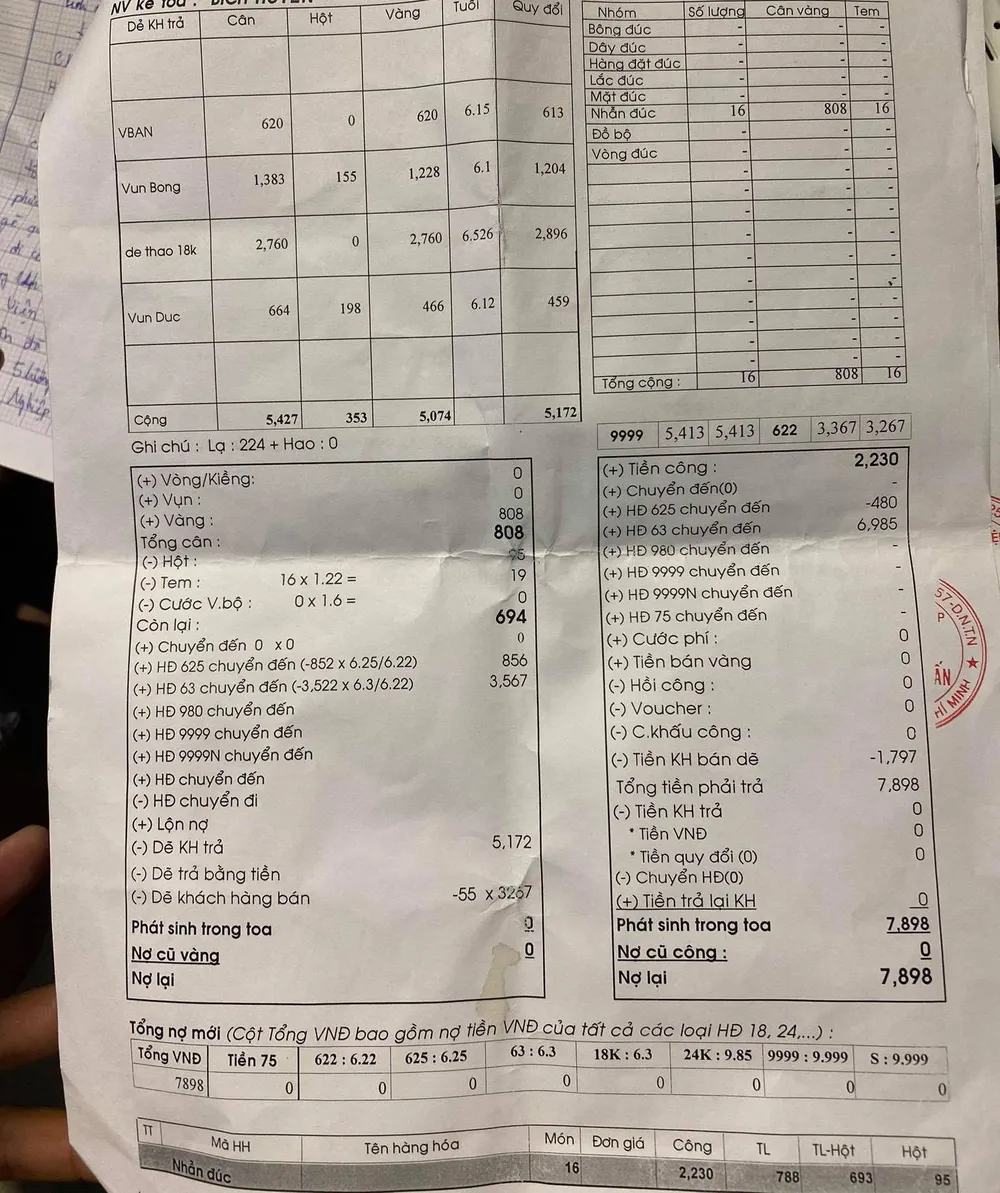 NV kê toa :
Dẻ KH trả Cân Hột Vàng Tuổi Quy đổi
VBAN 620 0 620 6.15 613
Vun Bong 1,383 155 1,228 6.1 1,204
de thao 18k 2,760 0 2,760 6.526 2,896
Vun Duc 664 198 466 6.12 459
Cộng 5,427 353 5,074 5,172
Ghi chú : Lạ : 224 + Hao : 0
Nhóm Số lượng Cân vàng Tem
Bông đúc - - -
Dây đúc - - -
Hàng đặt đúc - - -
Lắc đúc - - -
Mặt đúc - - -
Nhẫn đúc 16 808 16
Đồ bộ - - -
Vòng đúc - - -
- - -
- - -
- - -
- - -
- - -
- - -
- - -
- - -
- - -
- - -
Tổng cộng : 16 808 16
9999 5,413 5,413 622 3,367 3,267
(+) Vòng/Kiềng: 0
(+) Vụn : 0
(+) Vàng : 808
Tổng cân : 808
(-) Hột : 95
(-) Tem : 16 x 1.22 = 19
(-) Cước V.bộ : 0 x 1.6 = 0
Còn lại : 694
(+) Chuyển đến 0 x 0 0
(+) HĐ 625 chuyển đến (-852 x 6.25/6.22) 856
(+) HĐ 63 chuyển đến (-3,522 x 6.3/6.22) 3,567
(+) HĐ 980 chuyển đến
(+) HĐ 9999 chuyển đến
(+) HĐ 9999N chuyển đến
(+) HĐ chuyển đến
(-) HĐ chuyển đi
(+) Lộn nợ
(-) Dẽ KH trả 5,172
(-) Dẽ trả bằng tiền
(-) Dẽ khách hàng bán -55 x 3267
Phát sinh trong toa 0
Nợ cũ vàng 0
Nợ lại
(+) Tiền công : 2,230
(+) Chuyển đến(0) -
(+) HĐ 625 chuyển đến -480
(+) HĐ 63 chuyển đến 6,985
(+) HĐ 980 chuyển đến -
(+) HĐ 9999 chuyển đến -
(+) HĐ 9999N chuyển đến -
(+) HĐ 75 chuyển đến -
(+) Cước phí : 0
(+) Tiền bán vàng 0
(-) Hồi công : 0
(-) Voucher : 0
(-) C.khấu công : 0
(-) Tiền KH bán dẽ -1,797
Tổng tiền phải trả 7,898
(-) Tiền KH trả 0
* Tiền VNĐ 0
* Tiền quy đổi (0) 0
(-) Chuyển HĐ(0)
(+) Tiền trả lại KH 0
Phát sinh trong toa 7,898
Nợ cũ công : 0
Nợ lại 7,898
57-D.N.T.N
P
ẤN
HÍ MINH ★
Tổng nợ mới (Cột Tổng VNĐ bao gồm nợ tiền VNĐ của tất cả các loại HĐ 18, 24,...) :
Tổng VNĐ Tiền 75 622 : 6.22 625 : 6.25 63 : 6.3 18K : 6.3 24K : 9.85 9999 : 9.999 S : 9.999
7898 0 0 0 0 0 0 0 0
TT Mã HH Tên hàng hóa Món Đơn giá Công TL TL-Hột Hột
Nhẫn đúc 16 2,230 788 693 95